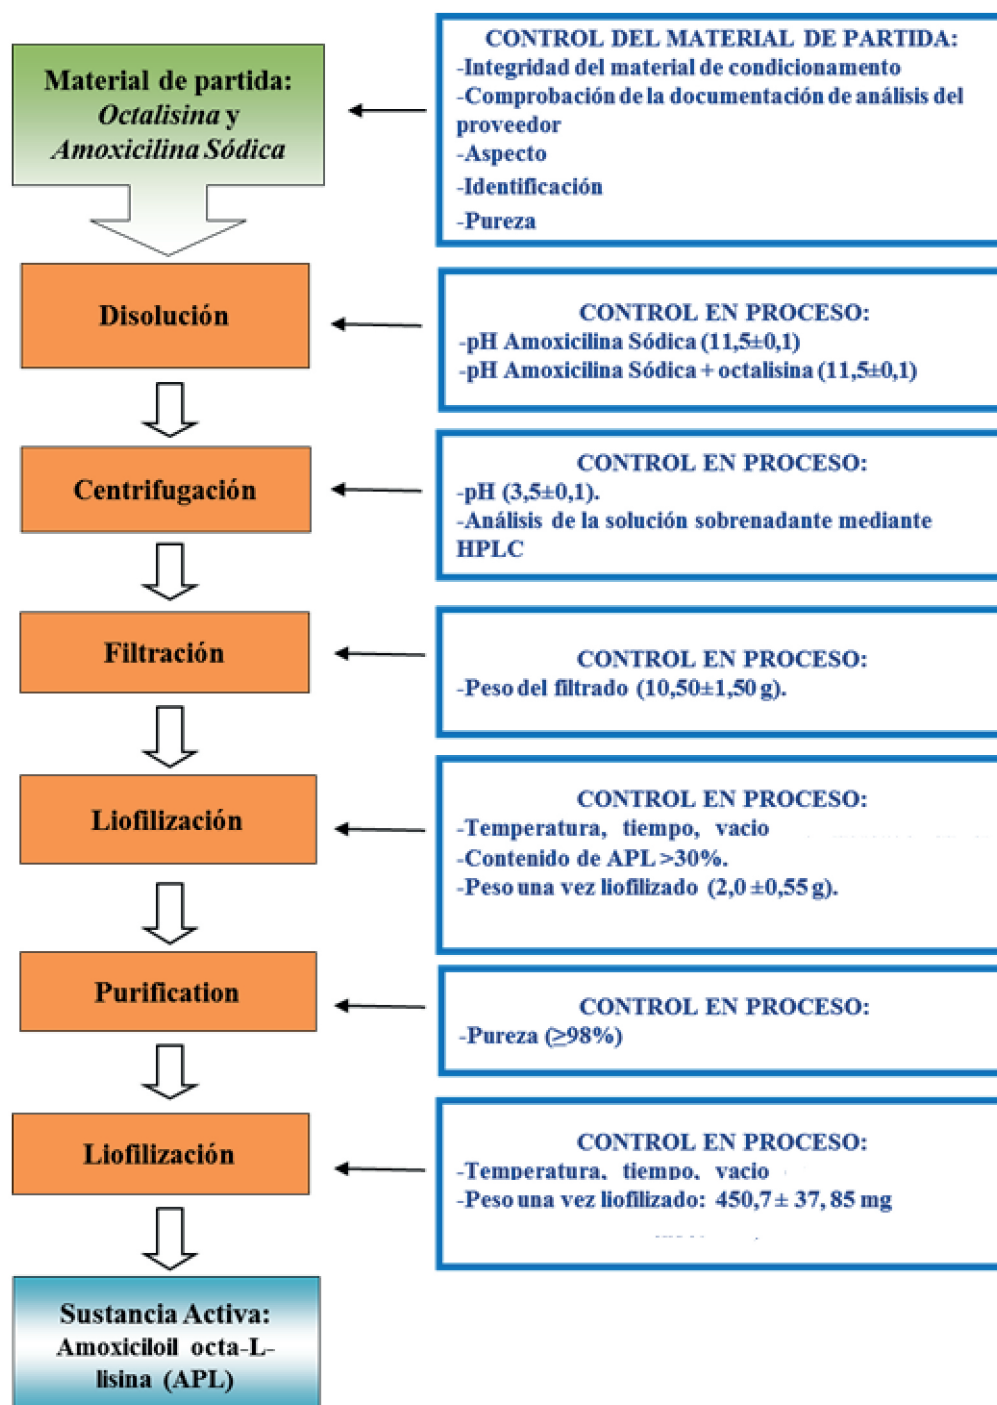 Material de partida:
Octalisina y
Amoxicilina Sódica
CONTROL DEL MATERIAL DE PARTIDA:
-Integridad del material de condicionamento
-Comprobación de la documentación de análisis del
proveedor
-Aspecto
-Identificación
-Pureza
Disolución
CONTROL EN PROCESO:
-pH Amoxicilina Sódica (11,5±0,1)
-pH Amoxicilina Sódica + octalisina (11,5±0,1)
Centrifugación
CONTROL EN PROCESO:
-pH (3,5±0,1).
-Análisis de la solución sobrenadante mediante
HPLC
Filtración
CONTROL EN PROCESO:
-Peso del filtrado (10,50±1,50 g).
Liofilización
CONTROL EN PROCESO:
-Temperatura, tiempo, vacio
-Contenido de APL >30%.
-Peso una vez liofilizado (2,0 ±0,55 g).
Purification
CONTROL EN PROCESO:
-Pureza (≥98%)
Liofilización
CONTROL EN PROCESO:
-Temperatura, tiempo, vacio
-Peso una vez liofilizado: 450,7 ± 37, 85 mg
Sustancia Activa:
Amoxiciloil octa-L-
lisina (APL)